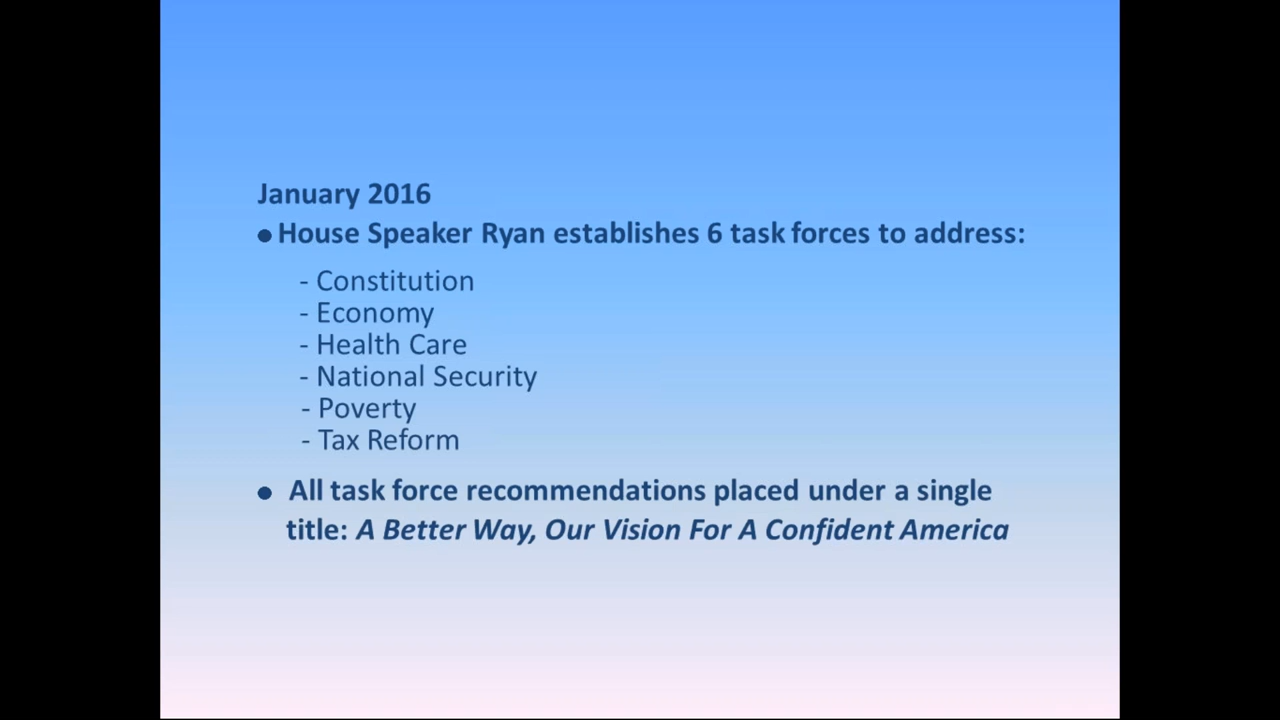 January 2016
● House Speaker Ryan establishes 6 task forces to address:
- Constitution
- Economy
- Health Care
- National Security
- Poverty
- Tax Reform
● All task force recommendations placed under a single
title: A Better Way, Our Vision For A Confident America